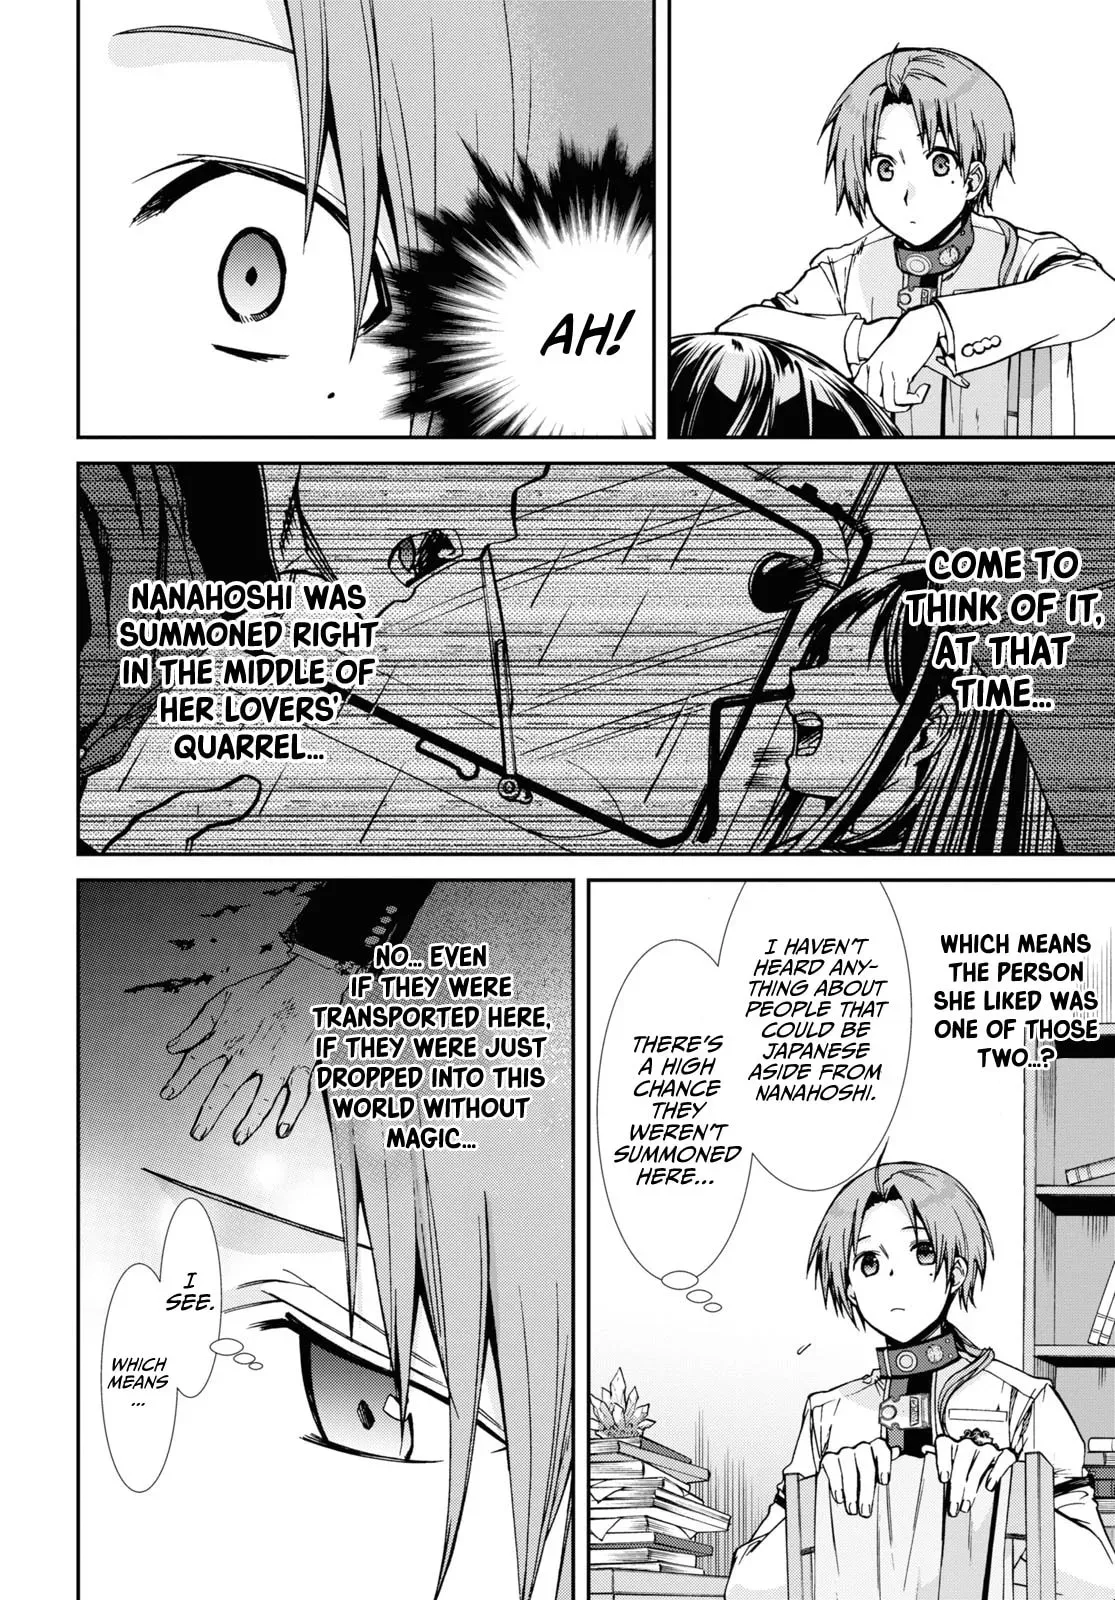 AH!
COME TO
THINK OF IT,
AT THAT
TIME...
NANAHOSHI WAS
SUMMONED RIGHT
IN THE MIDDLE OF
HER LOVERS'
QUARREL...
WHICH MEANS
THE PERSON
SHE LIKED WAS
ONE OF THOSE
TWO...?
I HAVEN'T
HEARD ANY-
THING ABOUT
PEOPLE THAT
COULD BE
JAPANESE
ASIDE FROM
NANAHOSHI.
THERE'S
A HIGH
CHANCE
THEY
WEREN'T
SUMMONED
HERE...
NO... EVEN
IF THEY WERE
TRANSPORTED HERE,
IF THEY WERE JUST
DROPPED INTO THIS
WORLD WITHOUT
MAGIC...
I
SEE.
WHICH
MEANS
...